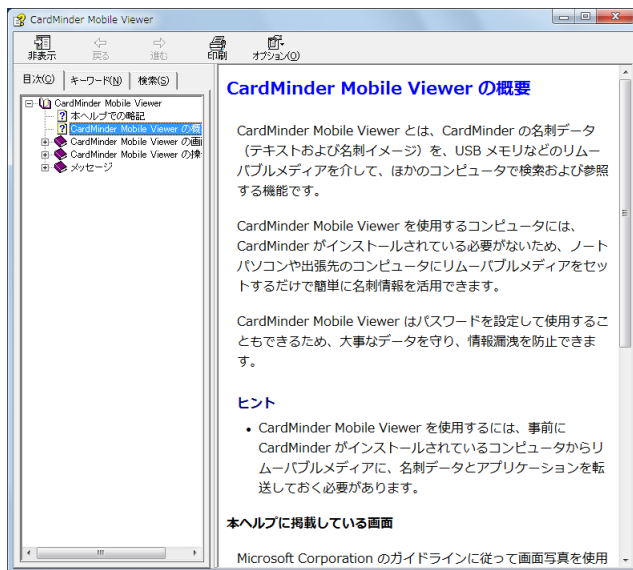 CardMinder Mobile Viewer
非表示
戻る
進む
印刷
オプション(O)
目次(C)
キーワード(N)
検索(S)
CardMinder Mobile Viewer
本ヘルプでの略記
CardMinder Mobile Viewer の概
CardMinder Mobile Viewer の画
CardMinder Mobile Viewer の操
メッセージ
CardMinder Mobile Viewer の概要
CardMinder Mobile Viewer とは、CardMinder の名刺データ
（テキストおよび名刺イメージ）を、USB メモリなどのリムー
バブルメディアを介して、ほかのコンピュータで検索および参照
する機能です。
CardMinder Mobile Viewer を使用するコンピュータには、
CardMinder がインストールされている必要がないため、ノート
パソコンや出張先のコンピュータにリムーバブルメディアをセッ
トするだけで簡単に名刺情報を活用できます。
CardMinder Mobile Viewer はパスワードを設定して使用するこ
ともできるため、大事なデータを守り、情報漏洩を防止できま
す。
ヒント
• CardMinder Mobile Viewer を使用するには、事前に
CardMinder がインストールされているコンピュータからリ
ムーバブルメディアに、名刺データとアプリケーションを転
送しておく必要があります。
本ヘルプに掲載している画面
Microsoft Corporation のガイドラインに従って画面写真を使用